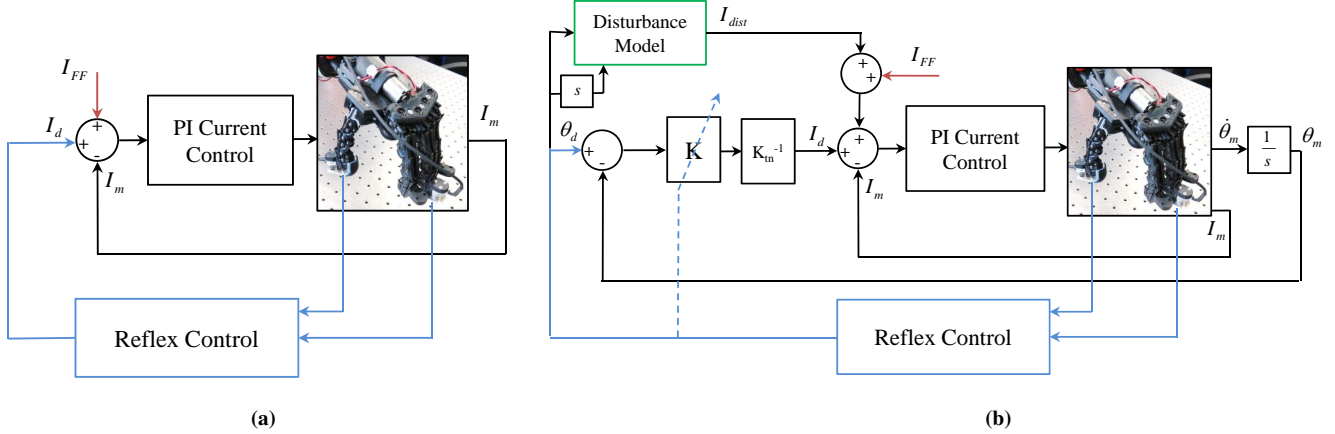 I_FF
I_d
+
+
-
PI Current
Control
I_m
I_m
Reflex Control
(a)
Disturbance
Model
I_dist
s
+
+
I_FF
θ_d
+
-
K
K_tn^-1
I_d
+
+
-
I_m
PI Current
Control
θ̇_m
1
s
θ_m
I_m
Reflex Control
(b)